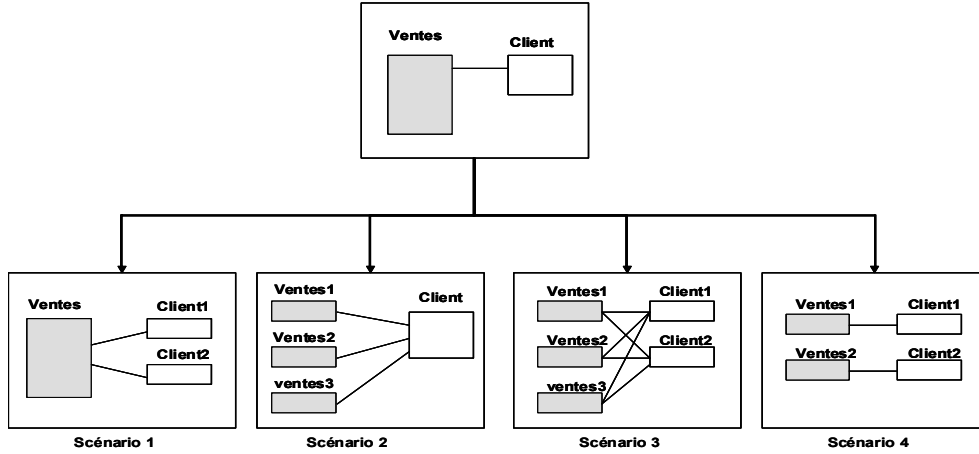 Ventes
Client
Ventes
Client1
Client2
Scénario 1
Ventes1
Client
Ventes2
ventes3
Scénario 2
Ventes1
Client1
Ventes2
Client2
ventes3
Scénario 3
Ventes1
Client1
Ventes2
Client2
Scénario 4